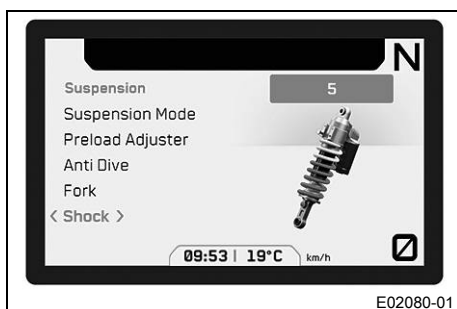 N
Suspension 5
Suspension Mode
Preload Adjuster
Anti Dive
Fork
< Shock >
09:53 | 19°C km/h
0
E02080-01